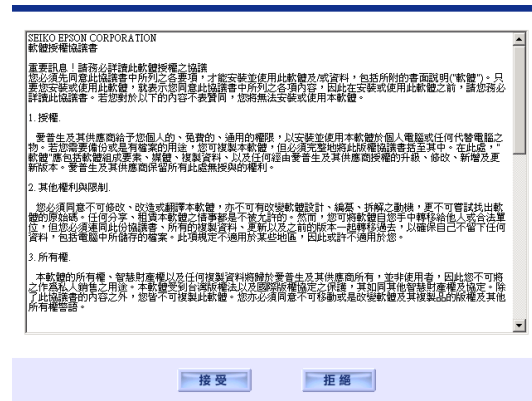 SEIKO EPSON CORPORATION
軟體授權協議書
重要訊息！請務必詳讀此軟體授權之協議
您必須先同意此協議書中所列之各要項，才能安裝並使用此軟體及/或資料，包括所附的書面說明("軟體")。只
要您安裝或使用此軟體，就表示您同意此協議書中所列之各項內容，因此在安裝或使用此軟體之前，請您務必
詳讀此協議書。若您對於以下的內容不表贊同，您將無法安裝或使用本軟體。
1. 授權.
愛普生及其供應商給予您個人的、免費的、通用的權限，以安裝並使用本軟體於個人電腦或任何代替電腦之
物。若您需要備份或是有檔案的用途，您可複製本軟體，但必須完整地將此版權協議書括至其中。在此處，"
軟體"應包括軟體組成要素、媒體、複製資料、以及任何經由愛普生及其供應商授權的升級、修改、新增及更
新版本。愛普生及其供應商保留所有此處無授與的權利。
2. 其他權利與限制.
您必須同意不可修改、改造或翻譯本軟體，亦不可有改變軟體設計、編纂、拆解之動機，更不可嘗試找出軟
體的原始碼。任何分享、租賃本軟體之情事都是不被允許的。然而，您可將軟體自您手中轉移給他人或合法單
位，但您必須連同此份協議書、所有的複製資料、更新以及之前的版本一起轉移過去，以確保自己不留下任何
資料，包括電腦中所儲存的檔案。此項規定不適用於某些地區，因此或許不適用於您。
3. 所有權.
本軟體的所有權、智慧財產權以及任何複製資料將歸於愛普生及其供應商所有，並非使用者，因此您不可將
之作為私人銷售之用途。本軟體受到台灣版權法以及國際版權協定之保護，其如同其他智慧財產權及協定。除
了此協議書的內容之外，您皆不可複製此軟體。您亦必須同意不可移動或是改變軟體及其複製品的版權及其他
所有權警語。
接受
拒絕